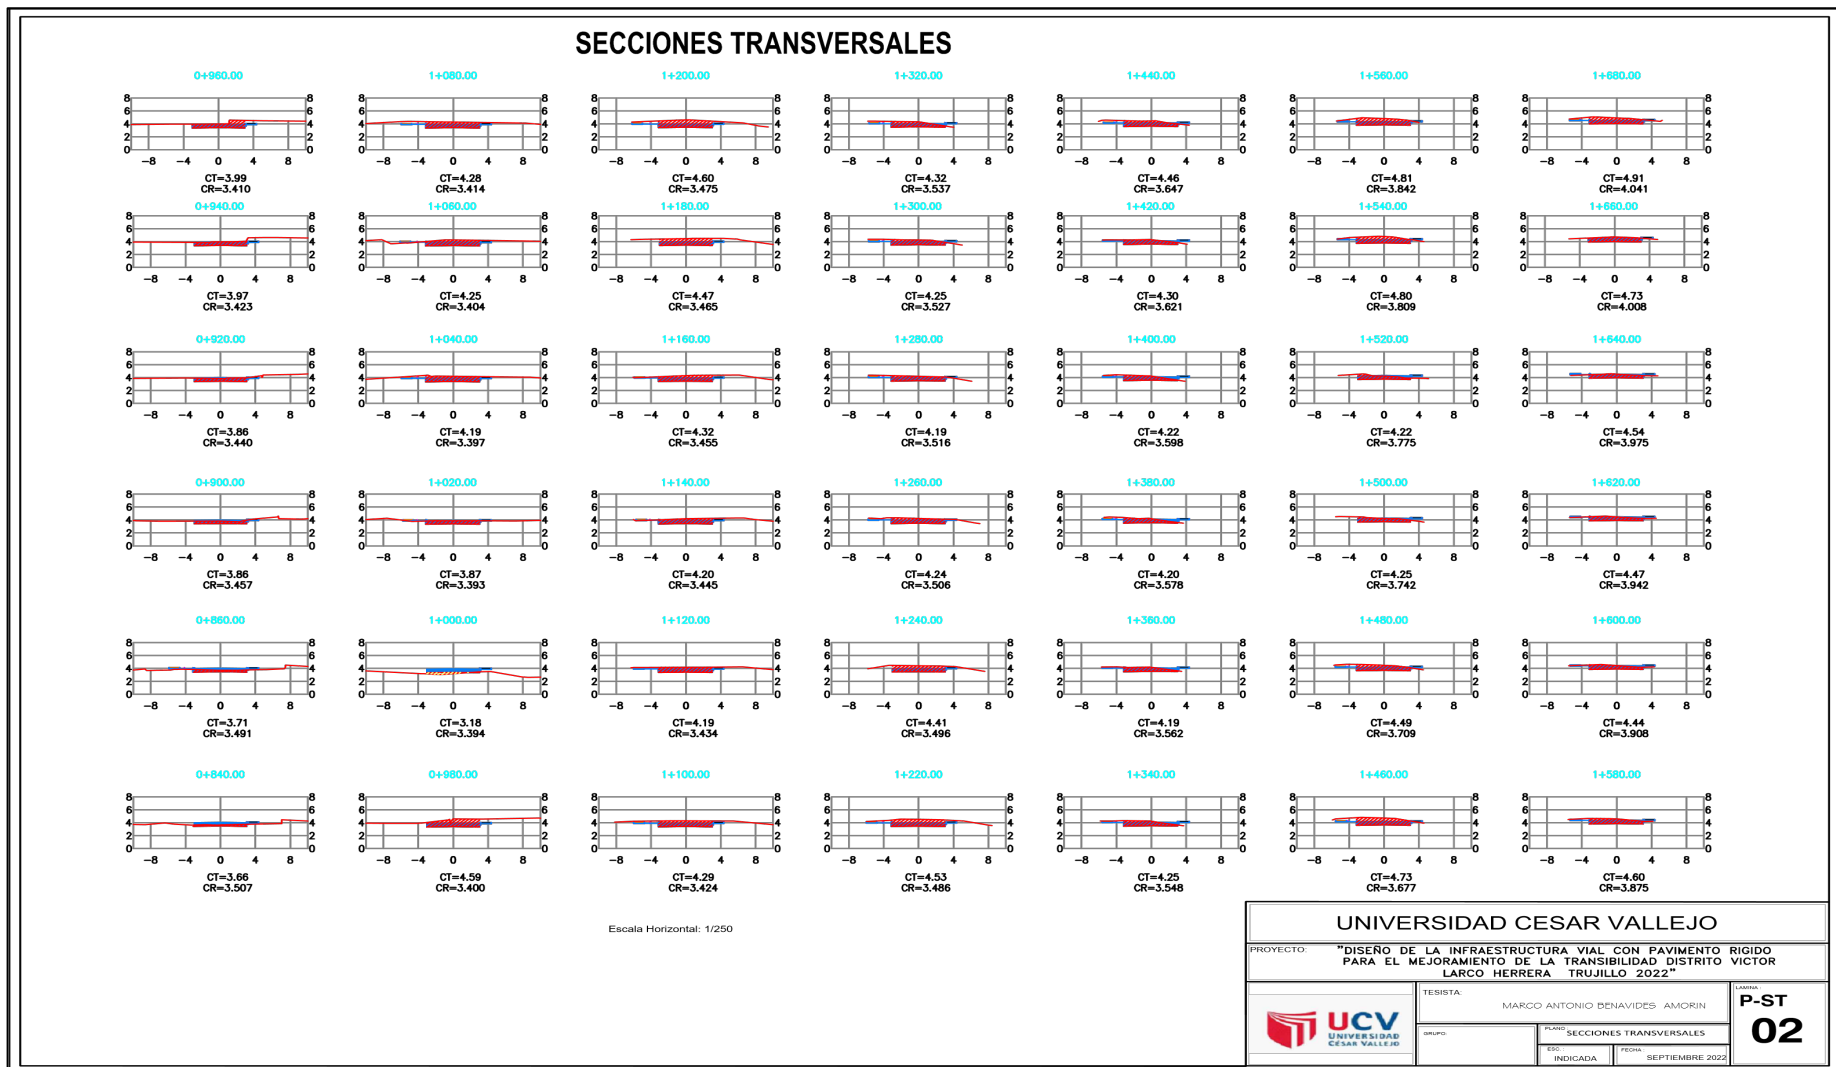 SECCIONES TRANSVERSALES
0+960.00 1+080.00 1+200.00 1+320.00 1+440.00 1+560.00 1+680.00
CT=3.99 CT=4.28 CT=4.60 CT=4.32 CT=4.46 CT=4.81 CT=4.91
CR=3.410 CR=3.414 CR=3.475 CR=3.537 CR=3.647 CR=3.842 CR=4.041
0+940.00 1+060.00 1+180.00 1+300.00 1+420.00 1+540.00 1+660.00
CT=3.97 CT=4.25 CT=4.47 CT=4.25 CT=4.30 CT=4.80 CT=4.73
CR=3.423 CR=3.404 CR=3.465 CR=3.527 CR=3.621 CR=3.809 CR=4.008
0+920.00 1+040.00 1+160.00 1+280.00 1+400.00 1+520.00 1+640.00
CT=3.86 CT=4.19 CT=4.32 CT=4.19 CT=4.22 CT=4.22 CT=4.54
CR=3.440 CR=3.397 CR=3.455 CR=3.516 CR=3.598 CR=3.775 CR=3.975
0+900.00 1+020.00 1+140.00 1+260.00 1+380.00 1+500.00 1+620.00
CT=3.86 CT=3.87 CT=4.20 CT=4.24 CT=4.20 CT=4.25 CT=4.47
CR=3.457 CR=3.393 CR=3.445 CR=3.506 CR=3.578 CR=3.742 CR=3.942
0+860.00 1+000.00 1+120.00 1+240.00 1+360.00 1+480.00 1+600.00
CT=3.71 CT=3.18 CT=4.19 CT=4.41 CT=4.19 CT=4.49 CT=4.44
CR=3.491 CR=3.394 CR=3.434 CR=3.496 CR=3.562 CR=3.709 CR=3.908
0+840.00 0+980.00 1+100.00 1+220.00 1+340.00 1+460.00 1+580.00
CT=3.66 CT=4.59 CT=4.29 CT=4.53 CT=4.25 CT=4.73 CT=4.60
CR=3.507 CR=3.400 CR=3.424 CR=3.486 CR=3.548 CR=3.677 CR=3.875
Escala Horizontal: 1/250
UNIVERSIDAD CESAR VALLEJO
PROYECTO: "DISEÑO DE LA INFRAESTRUCTURA VIAL CON PAVIMENTO RIGIDO
PARA EL MEJORAMIENTO DE LA TRANSIBILIDAD DISTRITO VICTOR
LARCO HERRERA TRUJILLO 2022"
UCV
UNIVERSIDAD
CÉSAR VALLEJO
TESISTA:
MARCO ANTONIO BENAVIDES AMORIN
GRUPO:
PLANO: SECCIONES TRANSVERSALES
ESC.: INDICADA
FECHA: SEPTIEMBRE 2022
LAMINA:
P-ST
02